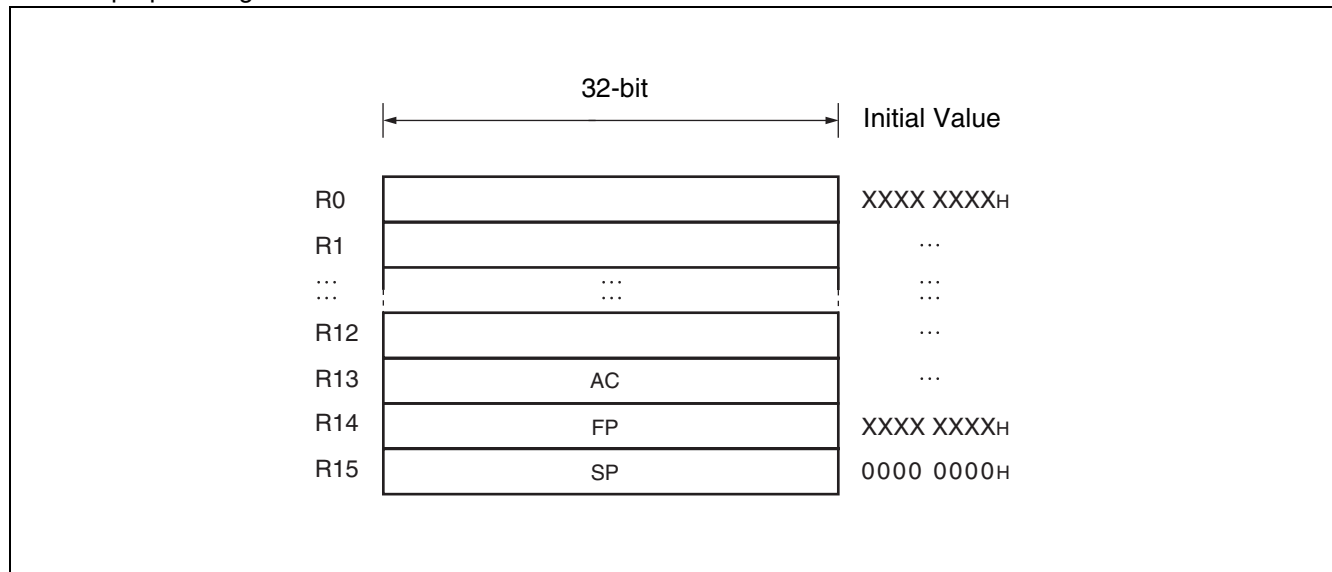 32-bit
Initial Value
R0 XXXX XXXXH
R1 ...
... ... ...
... ... ...
R12 ...
R13 AC ...
R14 FP XXXX XXXXH
R15 SP 0000 0000H